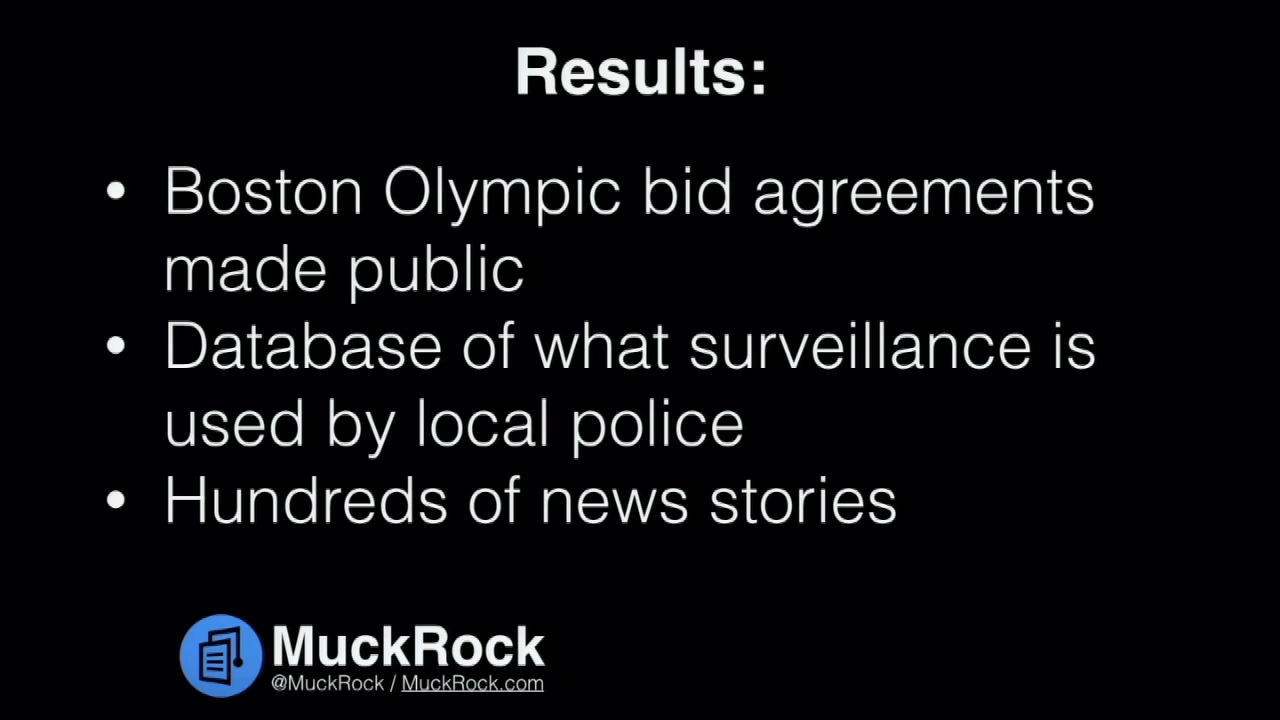 Results:
• Boston Olympic bid agreements
made public
• Database of what surveillance is
used by local police
• Hundreds of news stories
MuckRock
@MuckRock / MuckRock.com